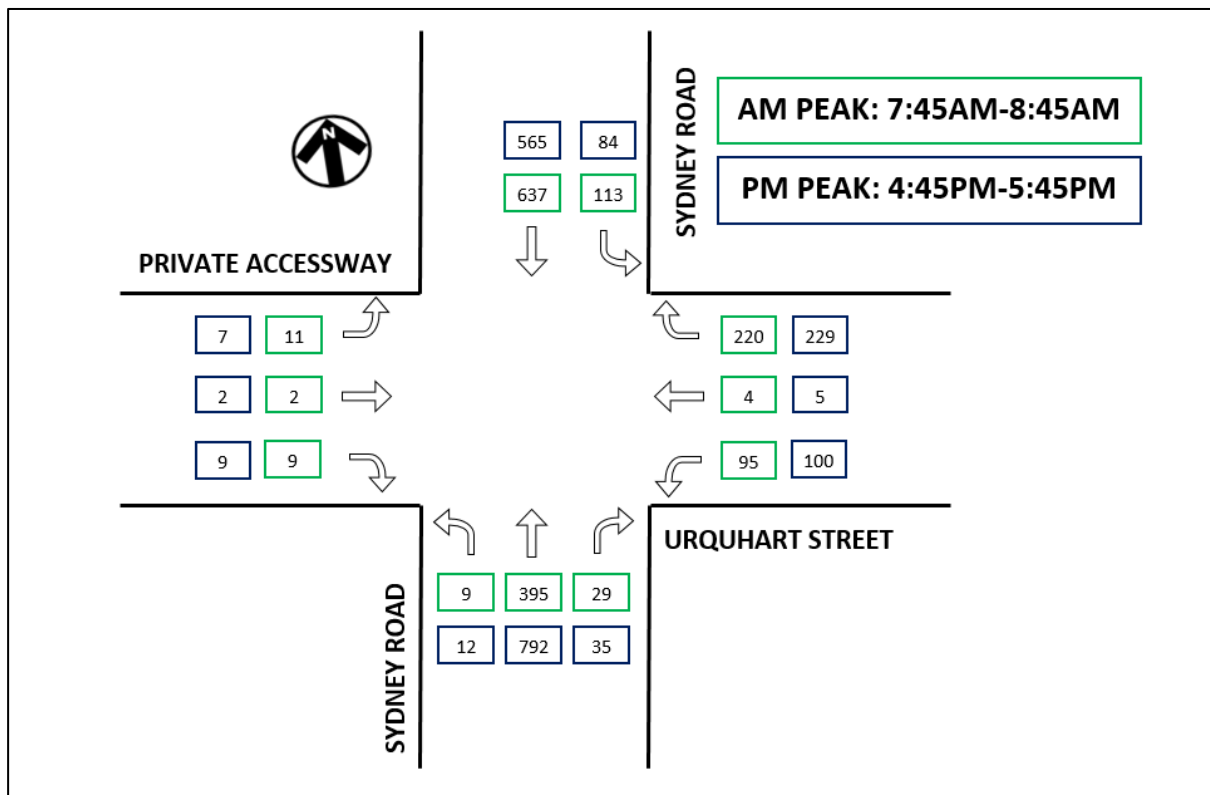 SYDNEY ROAD
AM PEAK: 7:45AM-8:45AM
PM PEAK: 4:45PM-5:45PM
N
565 84
637 113
PRIVATE ACCESSWAY
7 11
220 229
2 2
4 5
9 9
95 100
URQUHART STREET
SYDNEY ROAD
9 395 29
12 792 35